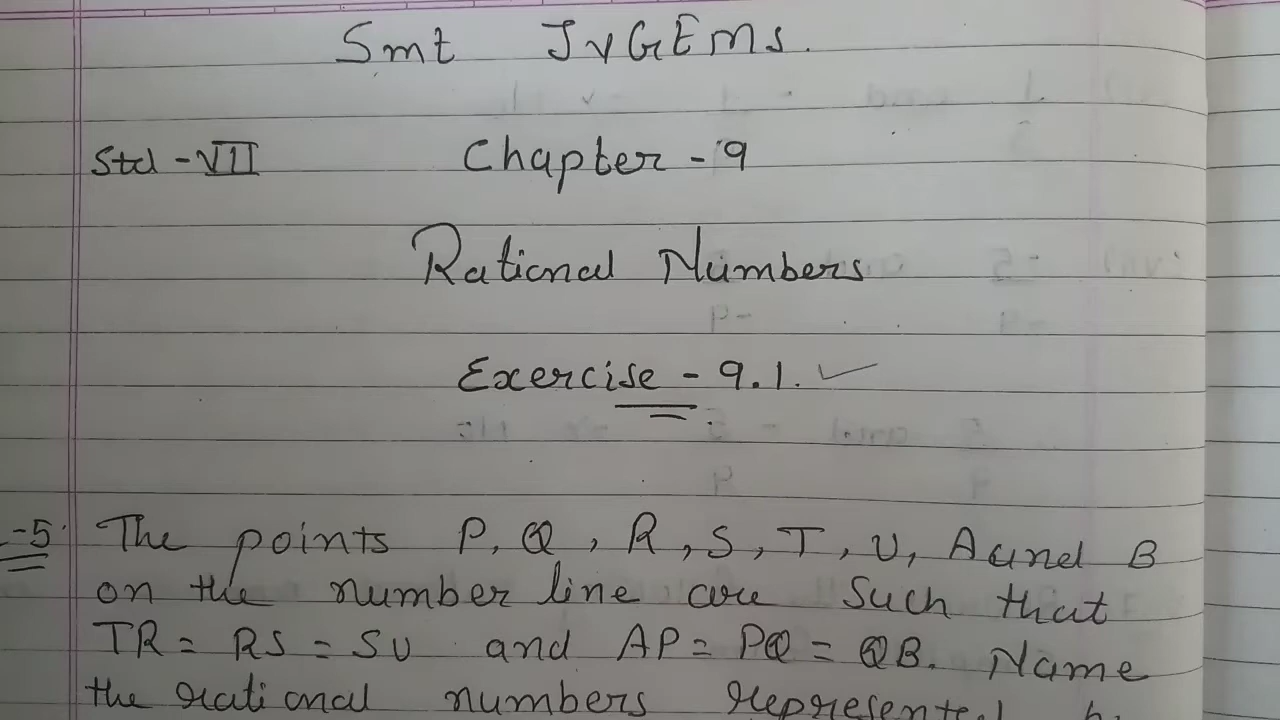 Smt JVGEMS.
Std - VII Chapter - 9
Rational Numbers
Exercise - 9.1.
-5. The points P, Q, R, S, T, U, A and B
on the number line are Such that
TR = RS = SU and AP = PQ = QB. Name
the rational numbers represented